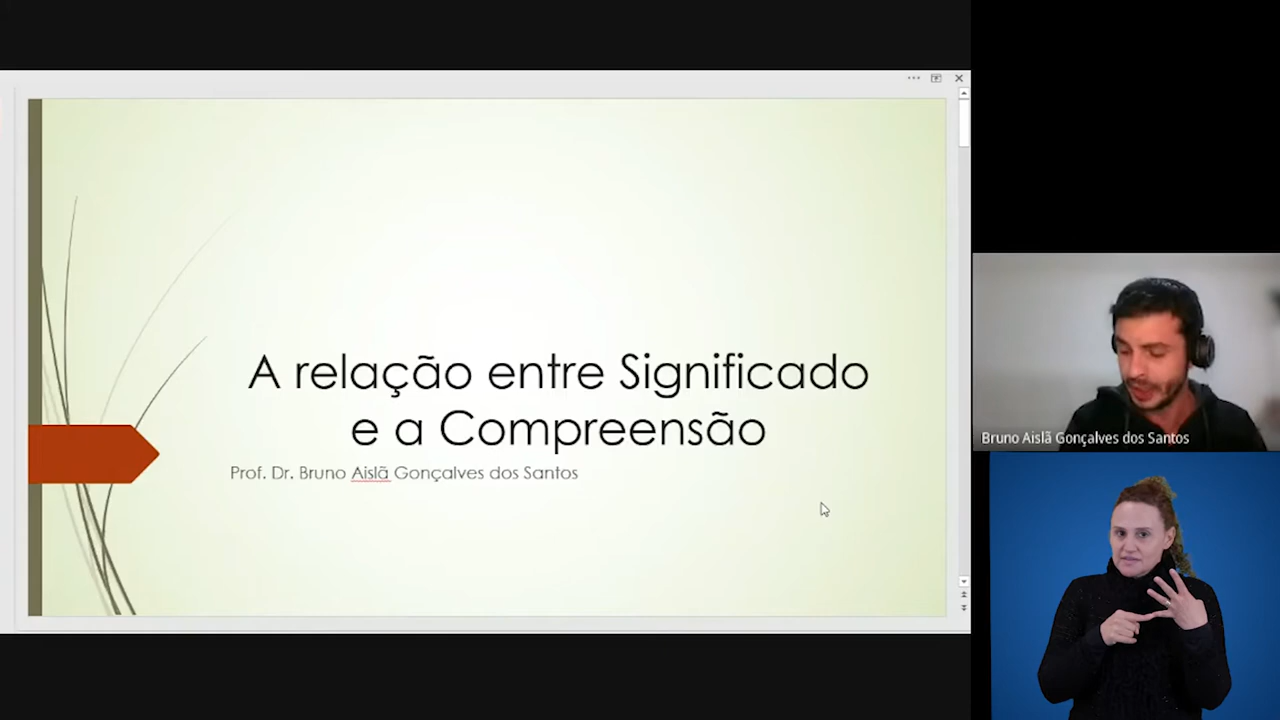 A relação entre Significado
e a Compreensão
Prof. Dr. Bruno Aislã Gonçalves dos Santos
Bruno Aislã Gonçalves dos Santos